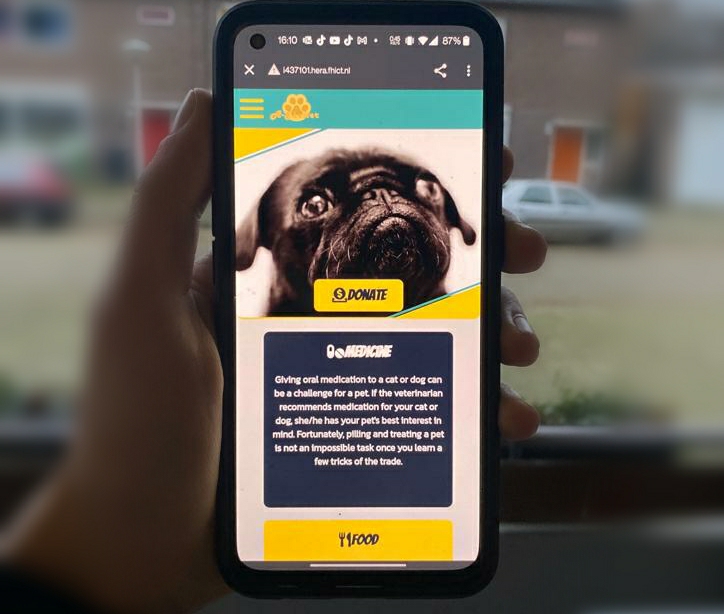 16:10
87%
i437101.hera.fhict.nl
DONATE
MEDICINE
Giving oral medication to a cat or dog can
be a challenge for a pet. If the veterinarian
recommends medication for your cat or
dog, she/he has your pet's best interest in
mind. Fortunately, pilling and treating a pet
is not an impossible task once you learn a
few tricks of the trade.
FOOD